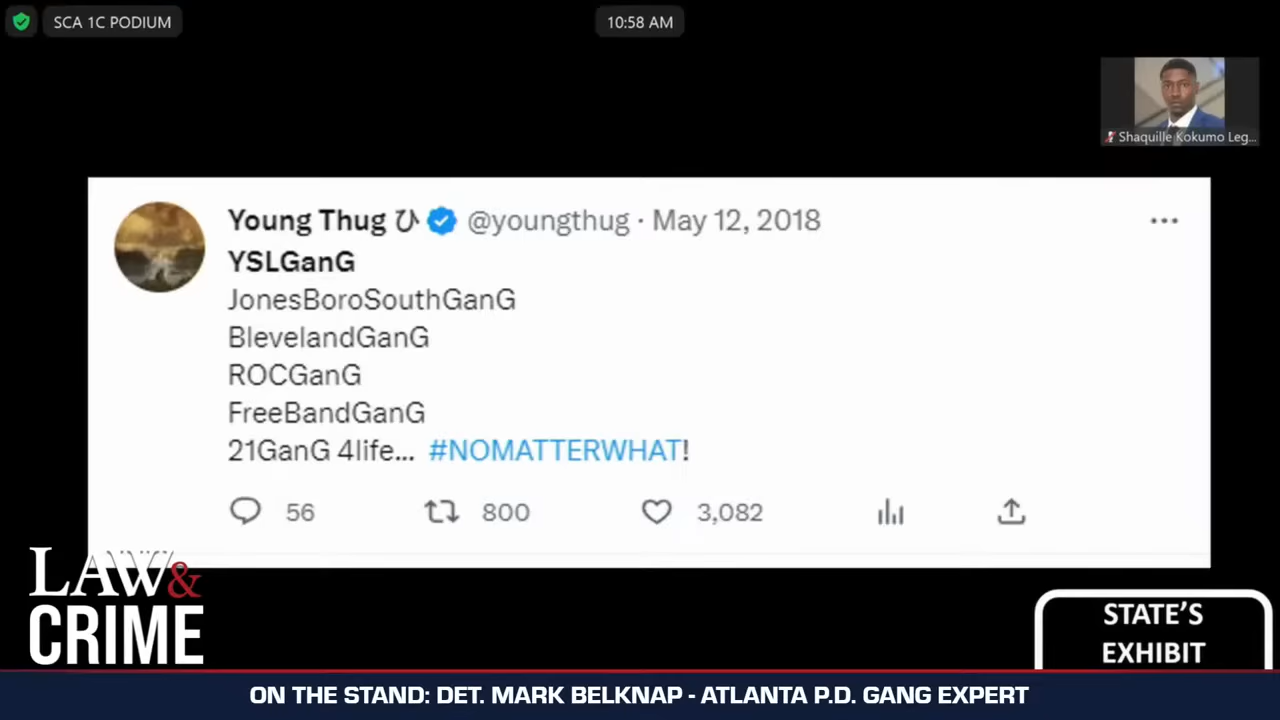 SCA 1C PODIUM
10:58 AM
Shaquille Kokumo Leg...
Young Thug ひ @youngthug · May 12, 2018
YSLGanG
JonesBoroSouthGanG
BlevelandGanG
ROCGanG
FreeBandGanG
21GanG 4life... #NOMATTERWHAT!
56 800 3,082
LAW&
CRIME
STATE'S
EXHIBIT
ON THE STAND: DET. MARK BELKNAP - ATLANTA P.D. GANG EXPERT